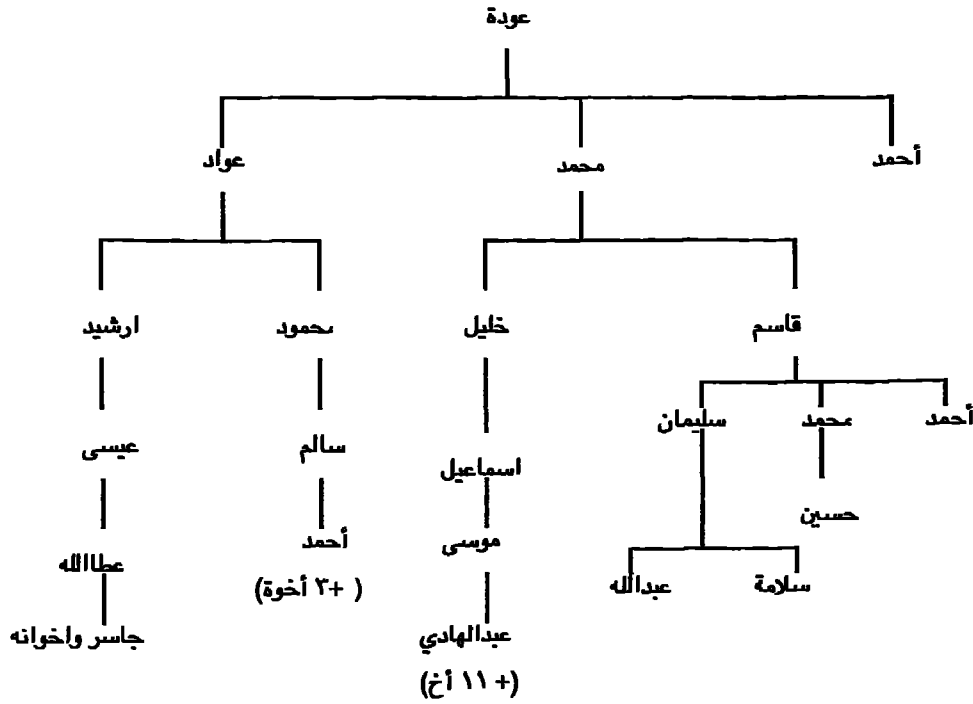 عودة
أحمد
محمد
عواد
قاسم
خليل
محمود
ارشيد
أحمد
محمد
سليمان
اسماعيل
سالم
عيسى
حسين
موسى
أحمد
عطاالله
سلامة
عبدالله
( +٣ أخوة)
عبدالهادي
جاسر واخوانه
(+ ١١ أخ)